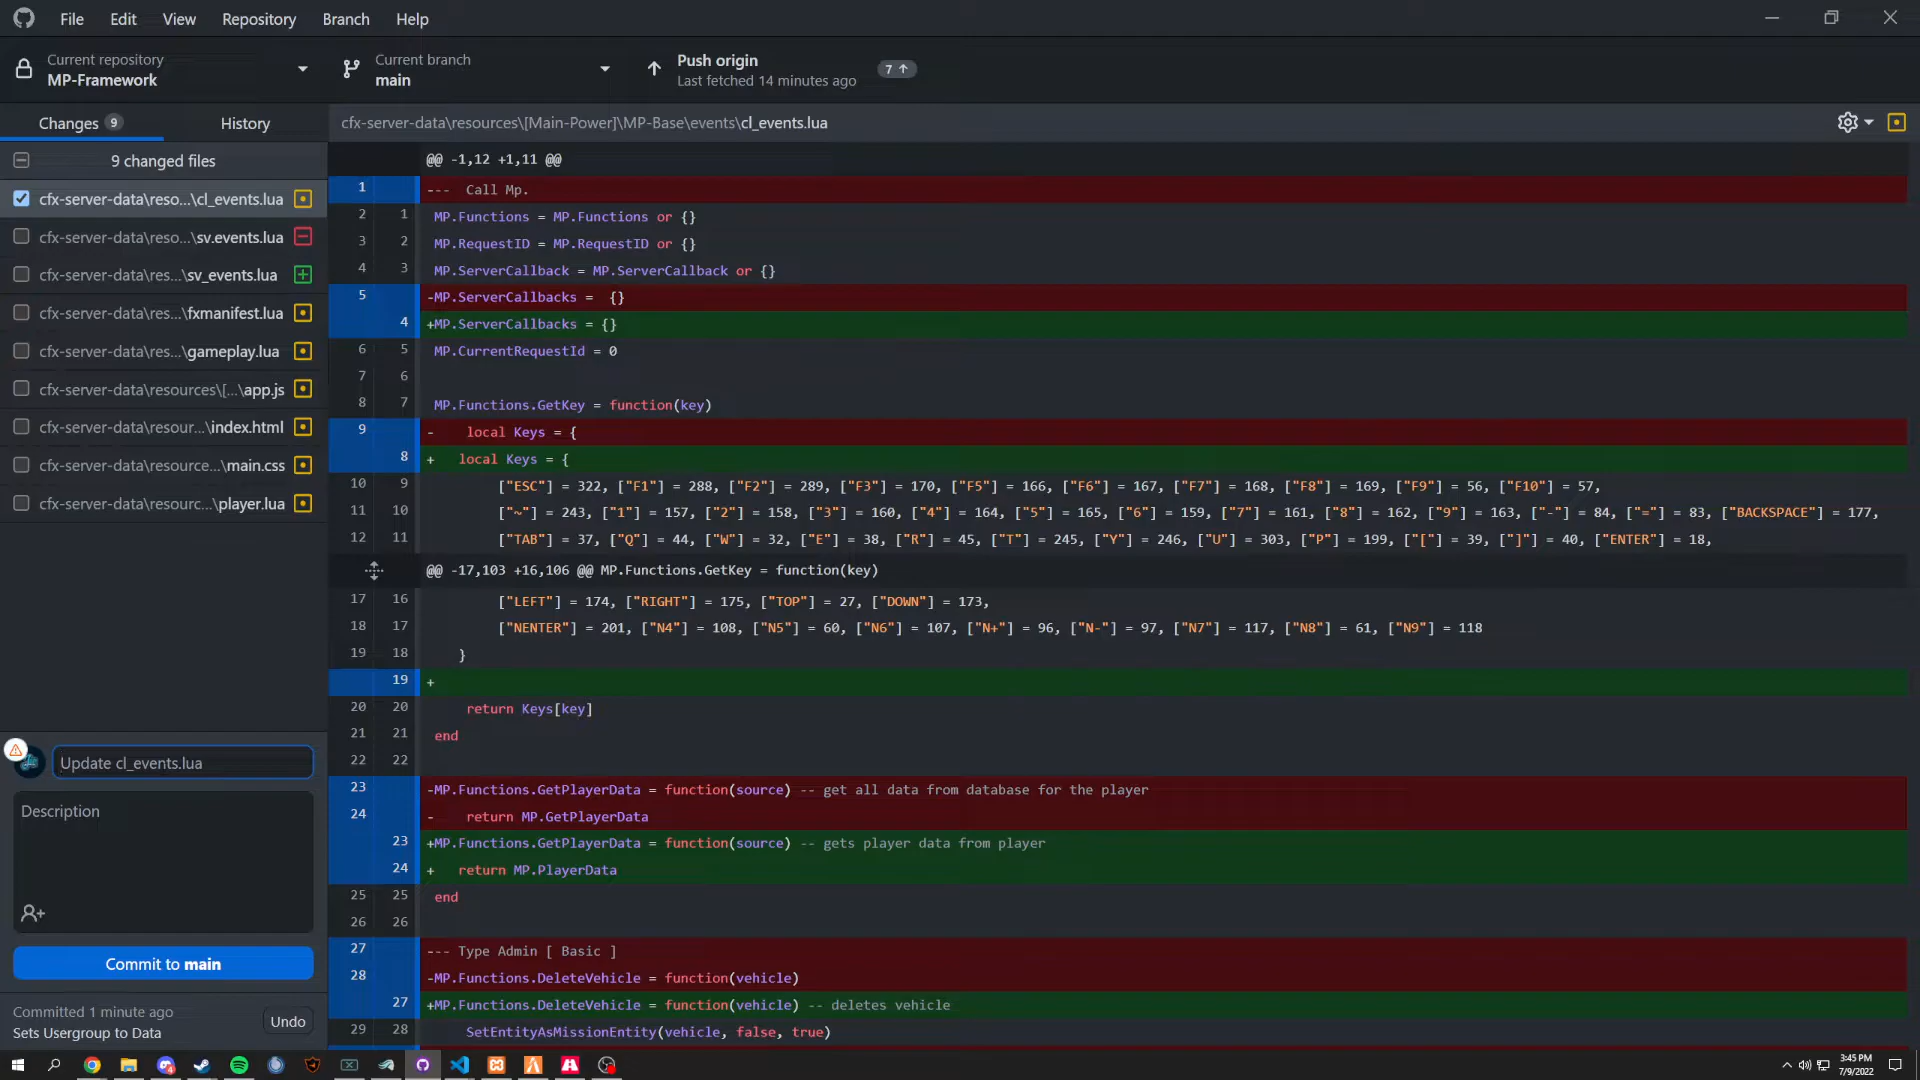 File Edit View Repository Branch Help
Current repository
MP-Framework
Current branch
main
Push origin
Last fetched 14 minutes ago
7
Changes 9 History
cfx-server-data\resources\[Main-Power]\MP-Base\events\cl_events.lua
9 changed files
cfx-server-data\reso...\cl_events.lua
cfx-server-data\reso...\sv.events.lua
cfx-server-data\res...\sv_events.lua
cfx-server-data\res...\fxmanifest.lua
cfx-server-data\res...\gameplay.lua
cfx-server-data\resources\[...\app.js
cfx-server-data\resour...\index.html
cfx-server-data\resource...\main.css
cfx-server-data\resourc...\player.lua
Update cl_events.lua
Description
Commit to main
Committed 1 minute ago
Sets Usergroup to Data
Undo
@@ -1,12 +1,11 @@
1 --- Call Mp.
2 1 MP.Functions = MP.Functions or {}
3 2 MP.RequestID = MP.RequestID or {}
4 3 MP.ServerCallback = MP.ServerCallback or {}
5 -MP.ServerCallbacks =  {}
4 +MP.ServerCallbacks = {}
6 5 MP.CurrentRequestId = 0
7 6
8 7 MP.Functions.GetKey = function(key)
9 - local Keys = {
8 + local Keys = {
10 9 ["ESC"] = 322, ["F1"] = 288, ["F2"] = 289, ["F3"] = 170, ["F5"] = 166, ["F6"] = 167, ["F7"] = 168, ["F8"] = 169, ["F9"] = 56, ["F10"] = 57,
11 10 ["~"] = 243, ["1"] = 157, ["2"] = 158, ["3"] = 160, ["4"] = 164, ["5"] = 165, ["6"] = 159, ["7"] = 161, ["8"] = 162, ["9"] = 163, ["-"] = 84, ["="] = 83, ["BACKSPACE"] = 177,
12 11 ["TAB"] = 37, ["Q"] = 44, ["W"] = 32, ["E"] = 38, ["R"] = 45, ["T"] = 245, ["Y"] = 246, ["U"] = 303, ["P"] = 199, ["["] = 39, ["]"] = 40, ["ENTER"] = 18,
@@ -17,103 +16,106 @@ MP.Functions.GetKey = function(key)
17 16 ["LEFT"] = 174, ["RIGHT"] = 175, ["TOP"] = 27, ["DOWN"] = 173,
18 17 ["NENTER"] = 201, ["N4"] = 108, ["N5"] = 60, ["N6"] = 107, ["N+"] = 96, ["N-"] = 97, ["N7"] = 117, ["N8"] = 61, ["N9"] = 118
19 18 }
19 +
20 20 return Keys[key]
21 21 end
22 22
23 -MP.Functions.GetPlayerData = function(source) -- get all data from database for the player
24 - return MP.GetPlayerData
23 +MP.Functions.GetPlayerData = function(source) -- gets player data from player
24 + return MP.PlayerData
25 25 end
26 26
27 --- Type Admin [ Basic ]
28 -MP.Functions.DeleteVehicle = function(vehicle)
27 +MP.Functions.DeleteVehicle = function(vehicle) -- deletes vehicle
29 28 SetEntityAsMissionEntity(vehicle, false, true)
3:45 PM
7/9/2022